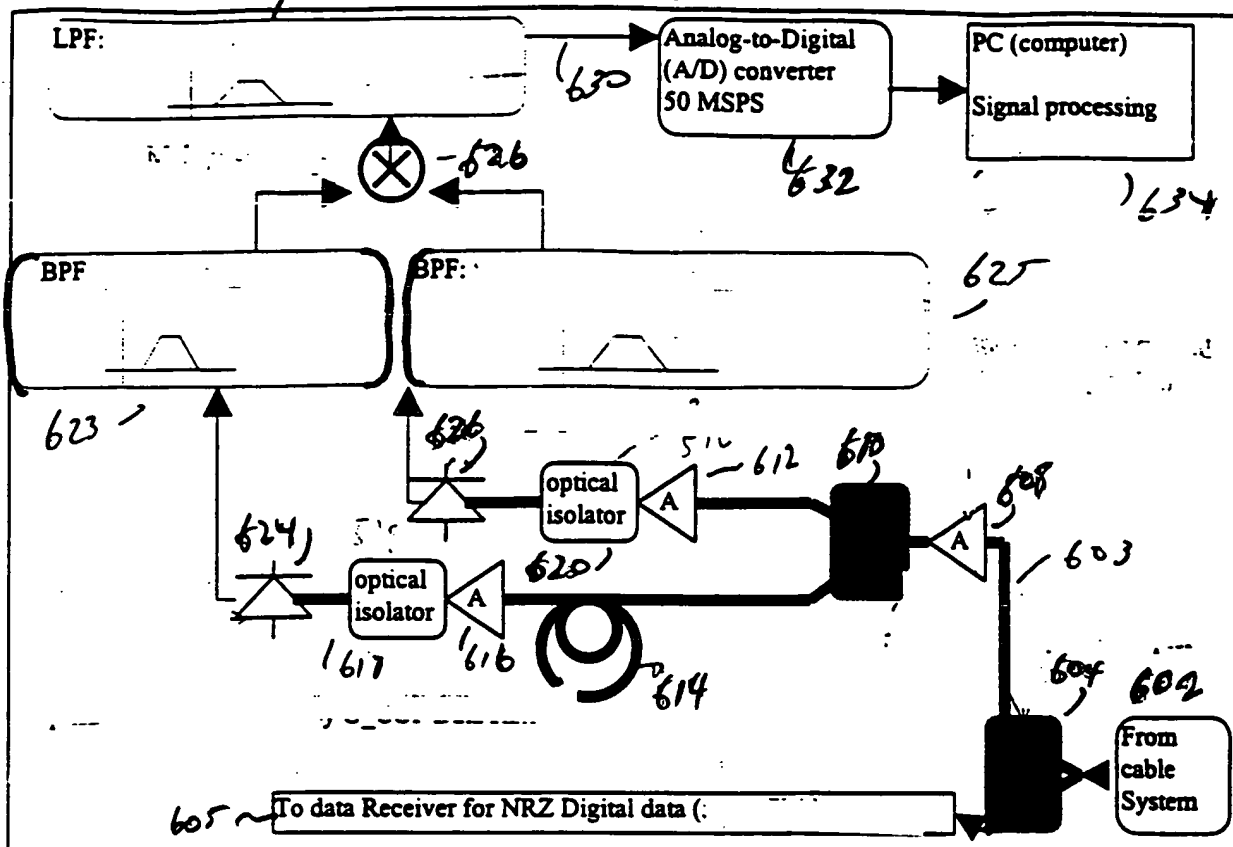 LPF:
630
Analog-to-Digital
(A/D) converter
50 MSPS
632
PC (computer)
Signal processing
634
626
BPF
623
BPF:
625
626
optical
isolator
620
A
612
610
A
608
603
624
optical
isolator
A
616
614
604
602
From
cable
System
605
To data Receiver for NRZ Digital data (: